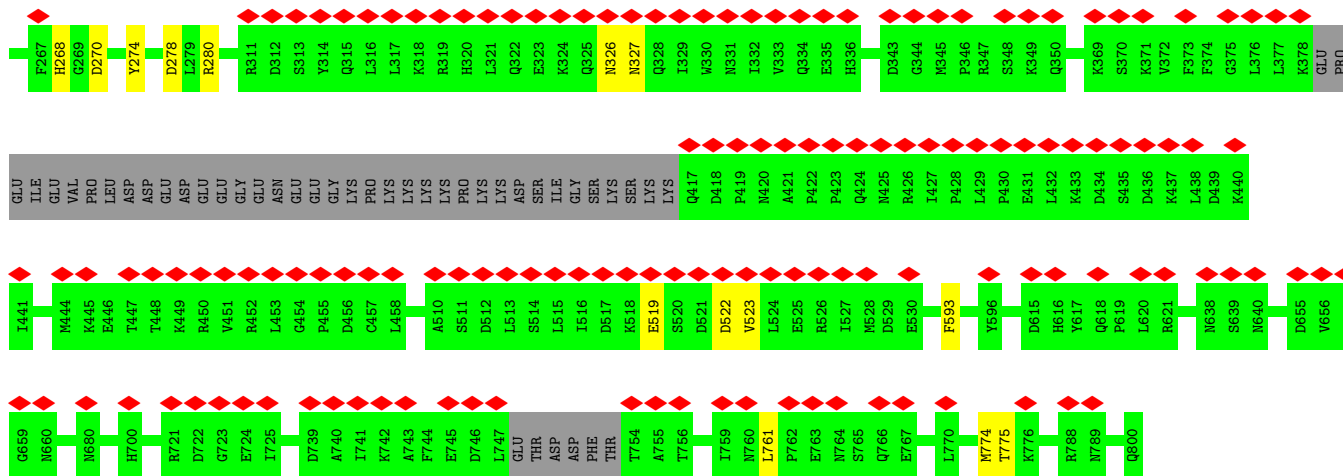 F267 H268 G269 D270 Y274 D278 L279 R280 R311 D312 S313 Y314 Q315 L316 L317 K318 R319 H320 L321 Q322 E323 K324 Q325 N326 N327 Q328 I329 W330 N331 I332 V333 Q334 E335 H336 D343 G344 M345 P346 R347 S348 K349 Q350 K369 S370 K371 V372 F373 F374 G375 L376 L377 K378 GLU PRO
GLU ILE GLU VAL PRO LEU ASP ASP GLU ASP GLU GLU GLY GLU ASN GLU GLU GLY LYS PRO LYS LYS LYS LYS PRO LYS LYS ASP SER ILE GLY SER LYS SER LYS LYS Q417 D418 P419 N420 A421 P422 P423 Q424 N425 R426 I427 P428 L429 P430 E431 L432 K433 D434 S435 D436 K437 L438 D439 K440
I441 M444 K445 E446 T447 T448 K449 R450 V451 R452 L453 G454 P455 D456 C457 L458 A510 S511 D512 L513 S514 L515 I516 D517 K518 E519 S520 D521 D522 V523 L524 E525 R526 I527 M528 D529 E530 F593 Y596 D615 H616 Y617 Q618 P619 L620 R621 N638 S639 N640 D655 V656
G659 N660 N680 H700 R721 D722 G723 E724 I725 D739 A740 I741 K742 A743 F744 E745 D746 L747 GLU THR ASP ASP PHE THR T754 A755 T756 I759 N760 L761 P762 E763 N764 S765 Q766 E767 L770 M774 T775 K776 R788 N789 Q800